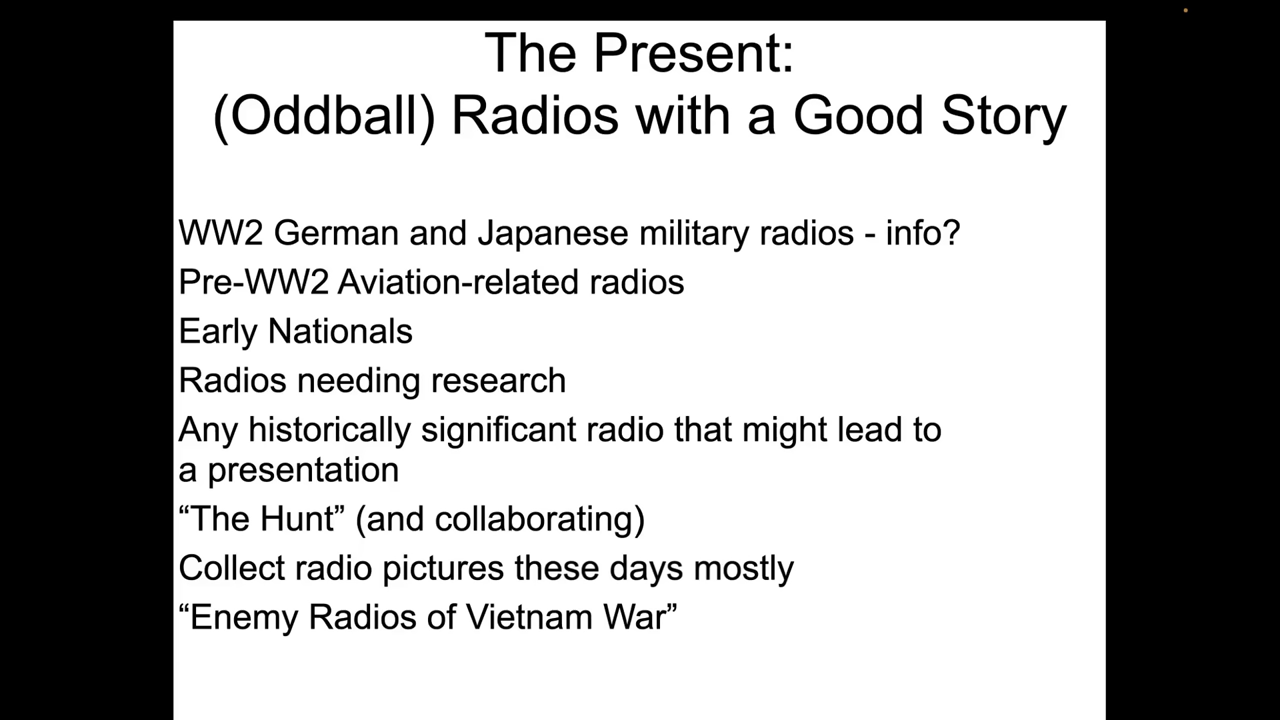 The Present:
(Oddball) Radios with a Good Story
WW2 German and Japanese military radios - info?
Pre-WW2 Aviation-related radios
Early Nationals
Radios needing research
Any historically significant radio that might lead to
a presentation
“The Hunt” (and collaborating)
Collect radio pictures these days mostly
“Enemy Radios of Vietnam War”